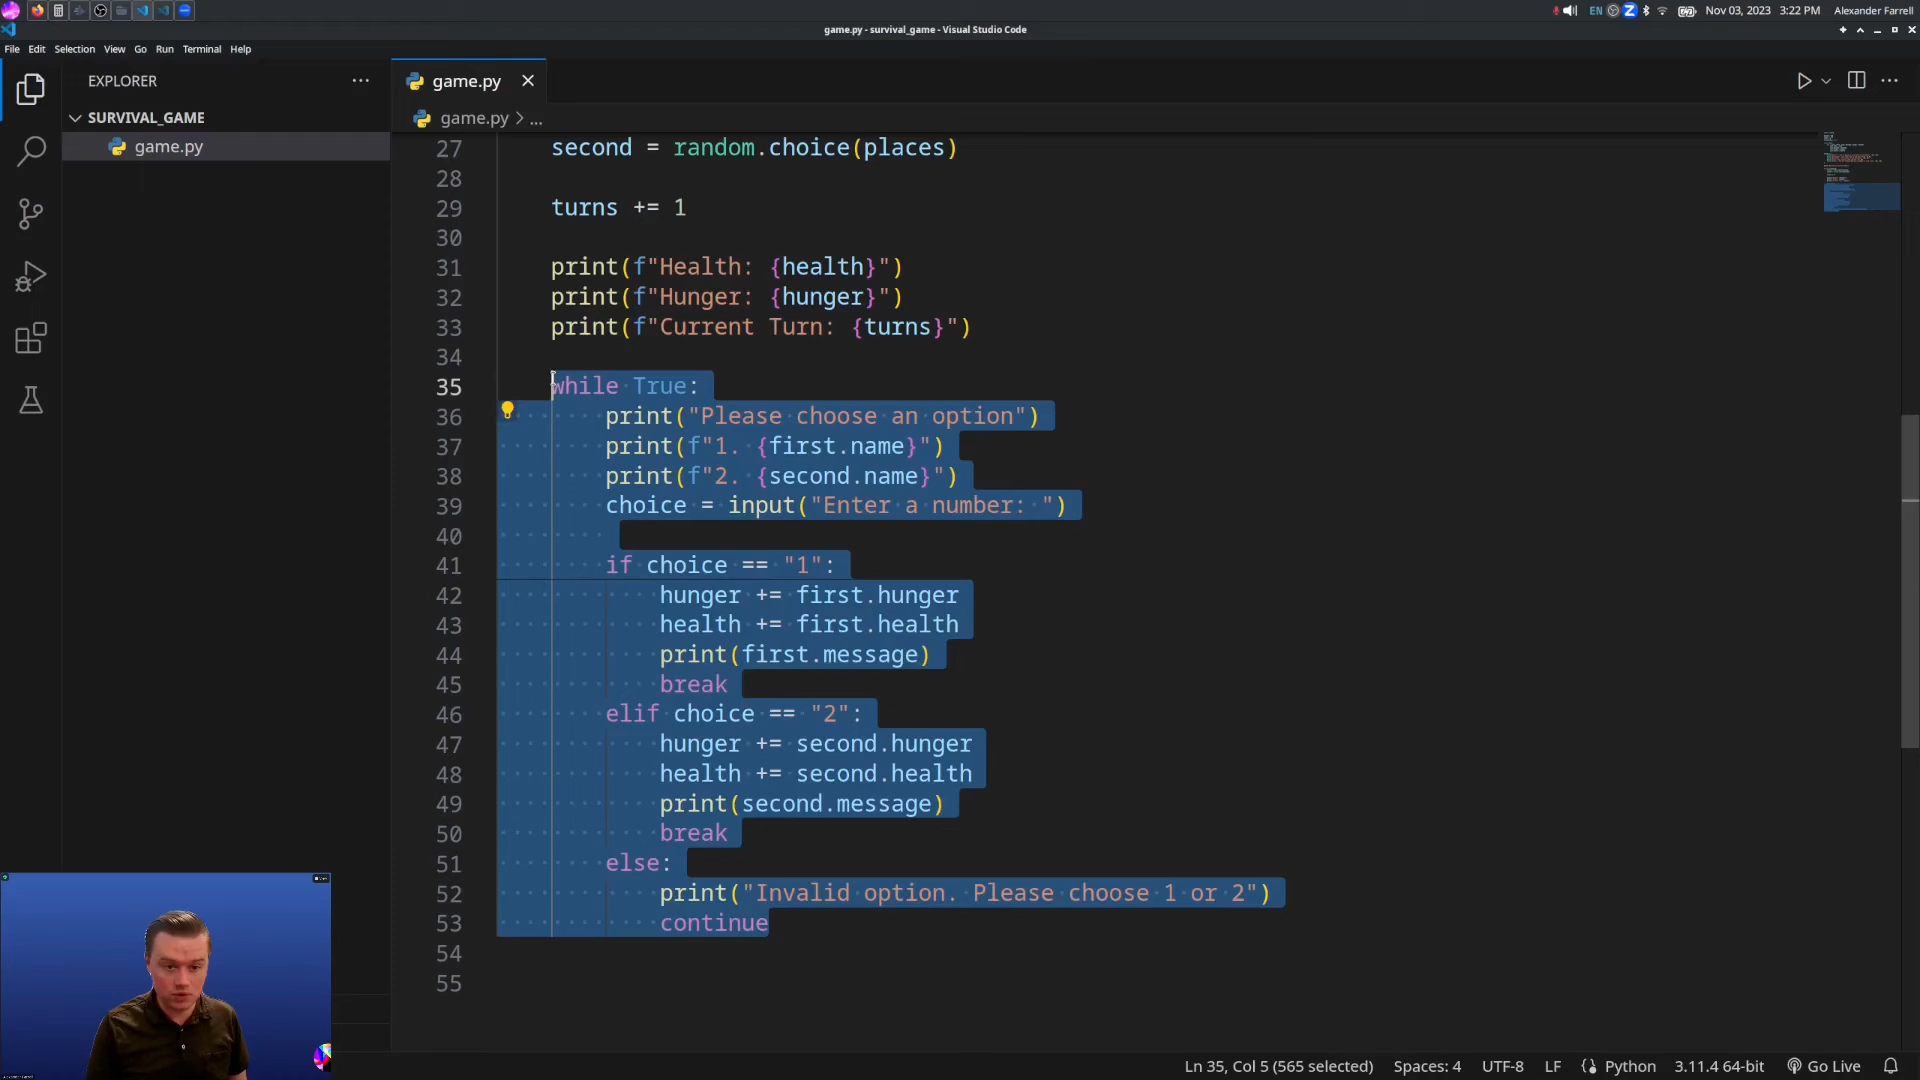 EN
Nov 03, 2023 3:22 PM Alexander Farrell
game.py - survival_game - Visual Studio Code
File Edit Selection View Go Run Terminal Help
EXPLORER
game.py
SURVIVAL_GAME
game.py
game.py > ...
27 second = random.choice(places)
28
29 turns += 1
30
31 print(f"Health: {health}")
32 print(f"Hunger: {hunger}")
33 print(f"Current Turn: {turns}")
34
35 while True:
36 print("Please choose an option")
37 print(f"1. {first.name}")
38 print(f"2. {second.name}")
39 choice = input("Enter a number: ")
40
41 if choice == "1":
42 hunger += first.hunger
43 health += first.health
44 print(first.message)
45 break
46 elif choice == "2":
47 hunger += second.hunger
48 health += second.health
49 print(second.message)
50 break
51 else:
52 print("Invalid option. Please choose 1 or 2")
53 continue
54
55
Ln 35, Col 5 (565 selected) Spaces: 4 UTF-8 LF Python 3.11.4 64-bit Go Live